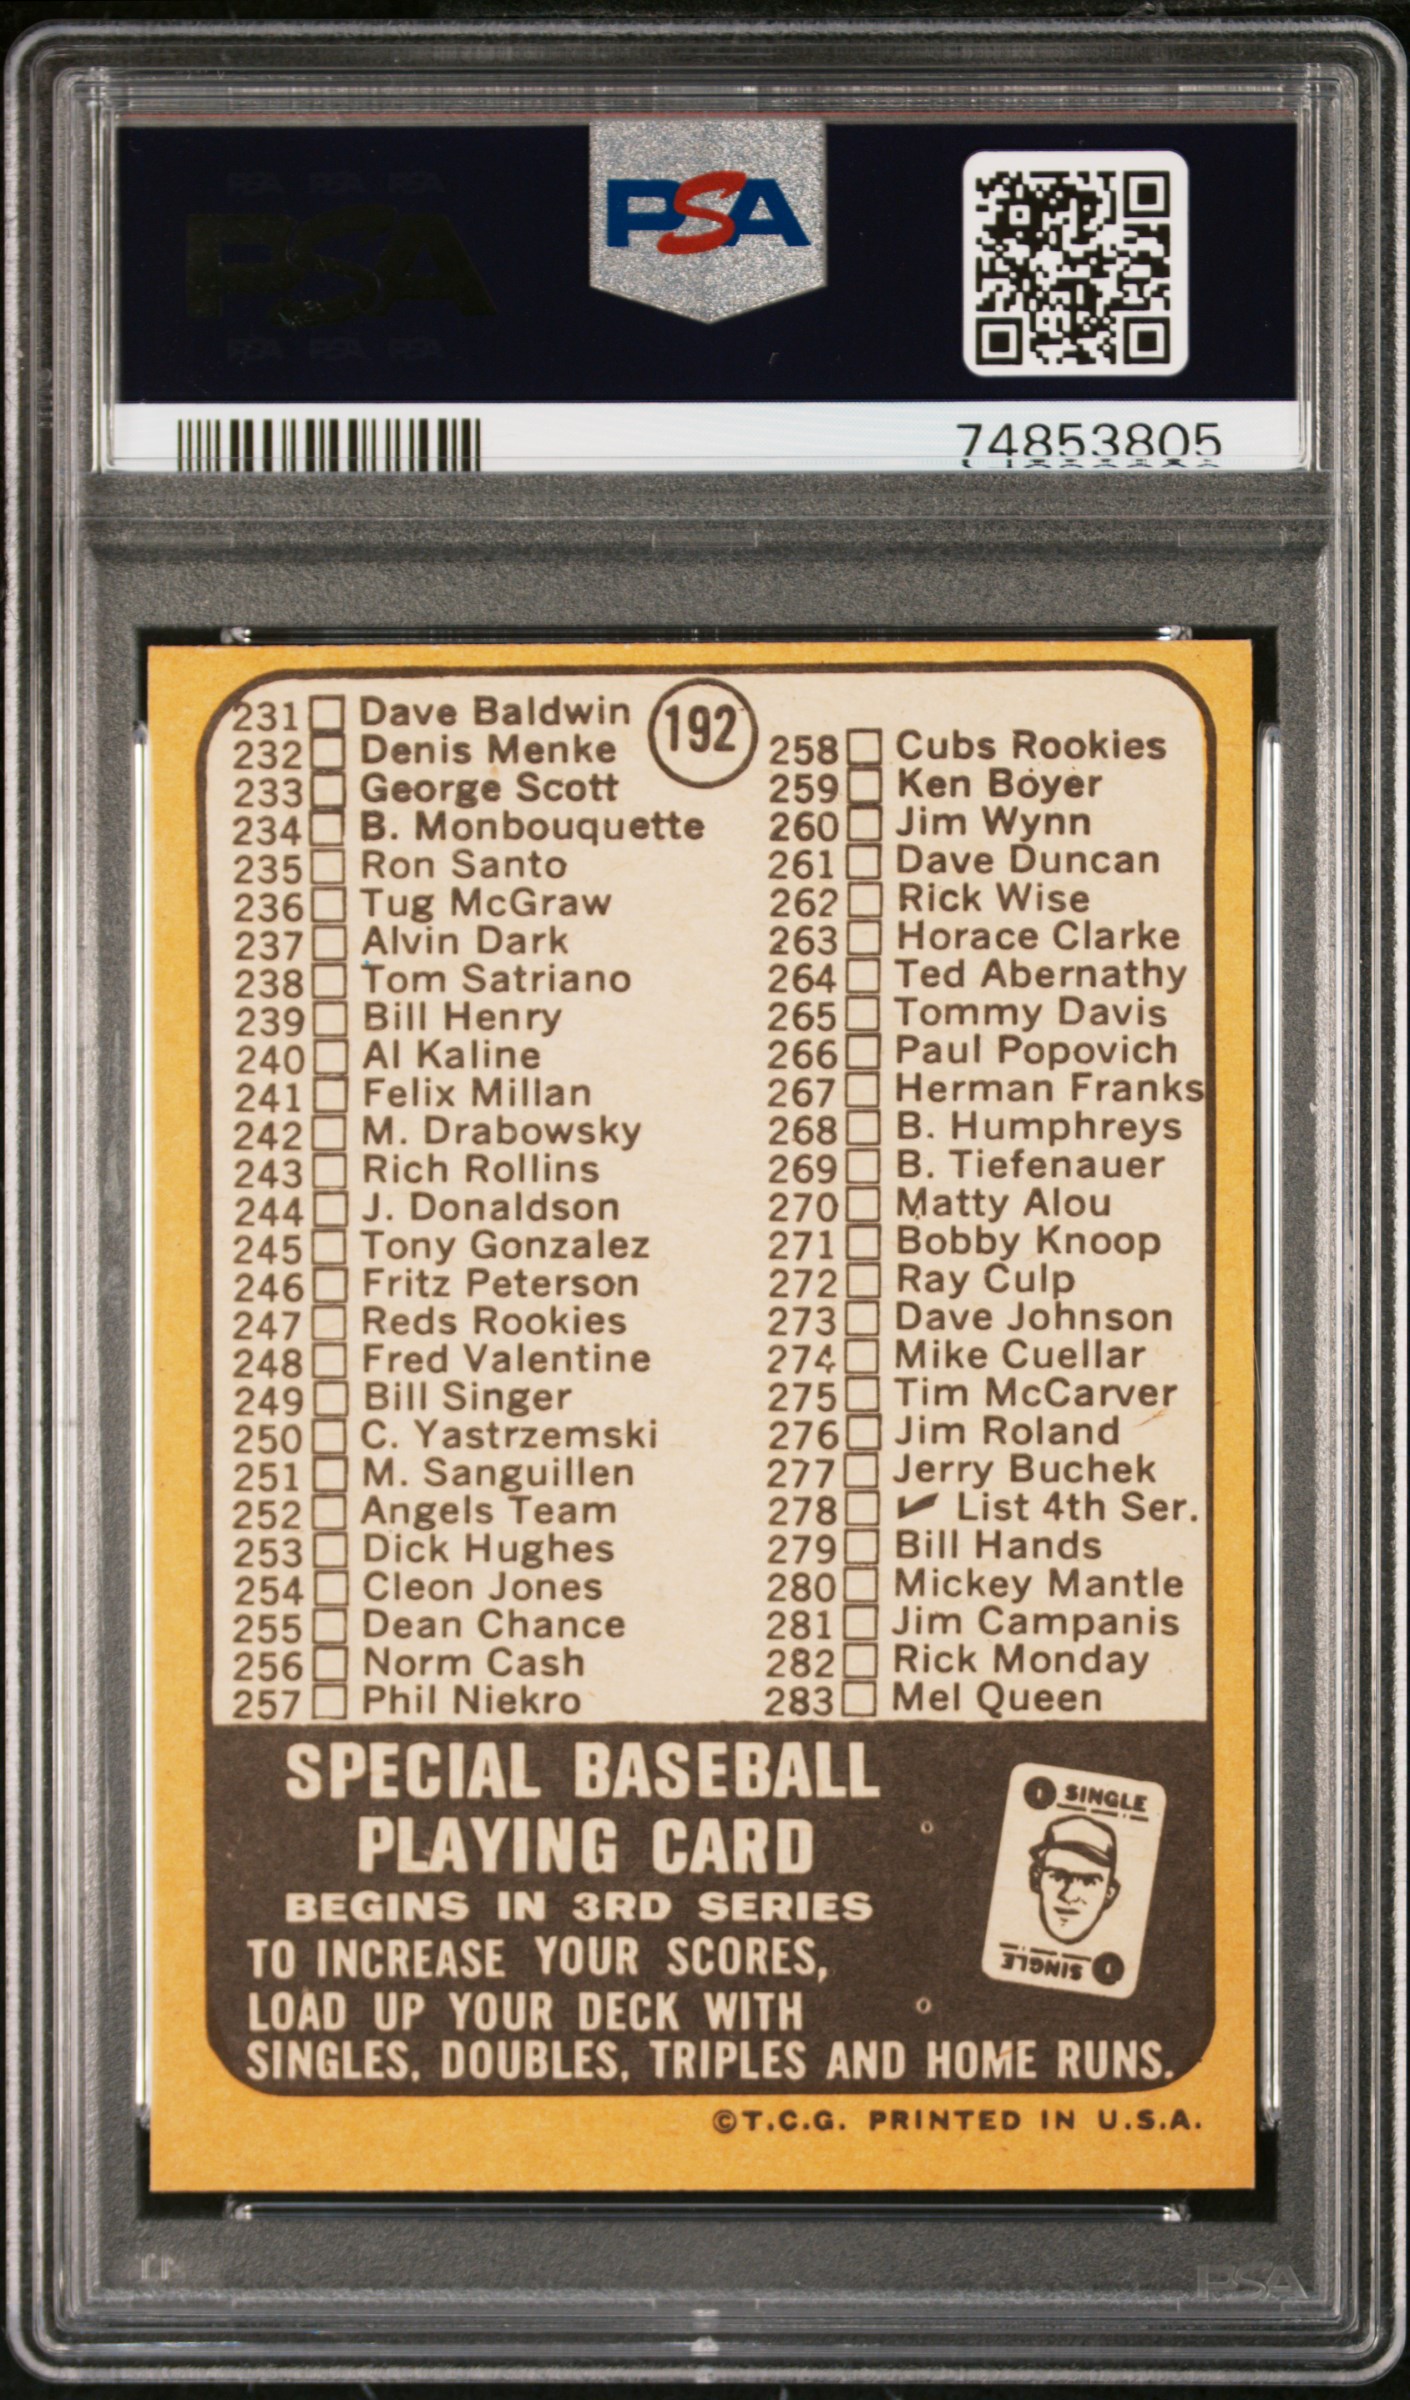 PSA PSA PSA
PSA
PSA PSA PSA
PSA
74853805
192
231 Dave Baldwin
232 Denis Menke
233 George Scott
234 B. Monbouquette
235 Ron Santo
236 Tug McGraw
237 Alvin Dark
238 Tom Satriano
239 Bill Henry
240 Al Kaline
241 Felix Millan
242 M. Drabowsky
243 Rich Rollins
244 J. Donaldson
245 Tony Gonzalez
246 Fritz Peterson
247 Reds Rookies
248 Fred Valentine
249 Bill Singer
250 C. Yastrzemski
251 M. Sanguillen
252 Angels Team
253 Dick Hughes
254 Cleon Jones
255 Dean Chance
256 Norm Cash
257 Phil Niekro
258 Cubs Rookies
259 Ken Boyer
260 Jim Wynn
261 Dave Duncan
262 Rick Wise
263 Horace Clarke
264 Ted Abernathy
265 Tommy Davis
266 Paul Popovich
267 Herman Franks
268 B. Humphreys
269 B. Tiefenauer
270 Matty Alou
271 Bobby Knoop
272 Ray Culp
273 Dave Johnson
274 Mike Cuellar
275 Tim McCarver
276 Jim Roland
277 Jerry Buchek
278 ✓ List 4th Ser.
279 Bill Hands
280 Mickey Mantle
281 Jim Campanis
282 Rick Monday
283 Mel Queen
SPECIAL BASEBALL
PLAYING CARD
BEGINS IN 3RD SERIES
TO INCREASE YOUR SCORES,
LOAD UP YOUR DECK WITH
SINGLES, DOUBLES, TRIPLES AND HOME RUNS.
1 SINGLE
1 SINGLE
©T.C.G. PRINTED IN U.S.A.
PSA